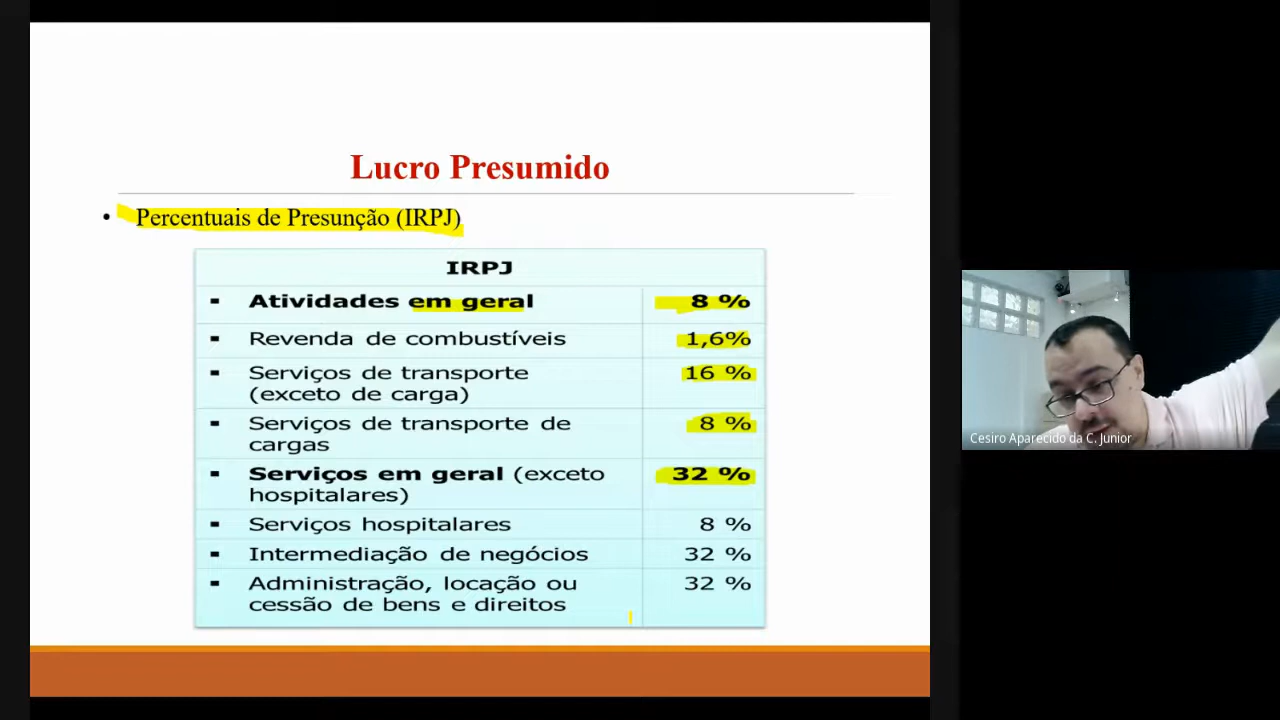 Lucro Presumido
• Percentuais de Presunção (IRPJ)
IRPJ
▪ Atividades em geral 8 %
▪ Revenda de combustíveis 1,6%
▪ Serviços de transporte 16 %
(exceto de carga)
▪ Serviços de transporte de 8 %
cargas
▪ Serviços em geral (exceto 32 %
hospitalares)
▪ Serviços hospitalares 8 %
▪ Intermediação de negócios 32 %
▪ Administração, locação ou 32 %
cessão de bens e direitos
Cesiro Aparecido da C. Junior